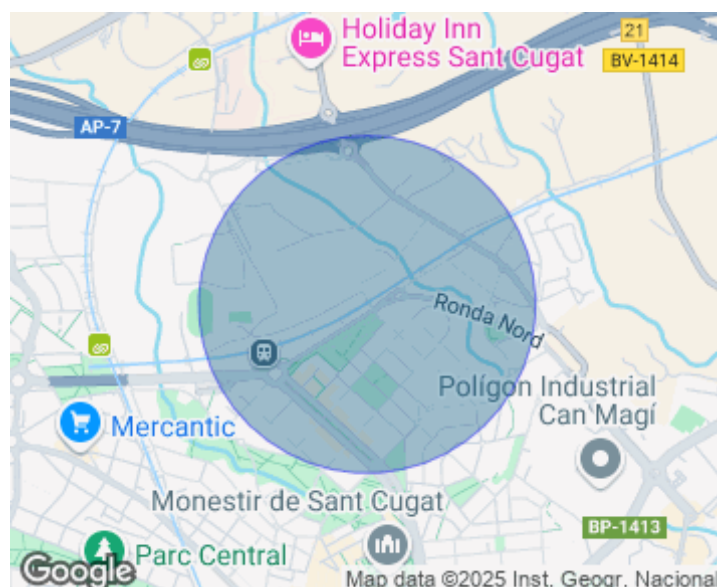 Holiday Inn
Express Sant Cugat
21
BV-1414
AP-7
Ronda Nord
Polígon Industrial
Can Magí
Mercantic
Monestir de Sant Cugat
BP-1413
Parc Central
Google
Map data ©2025 Inst. Geogr. Nacional